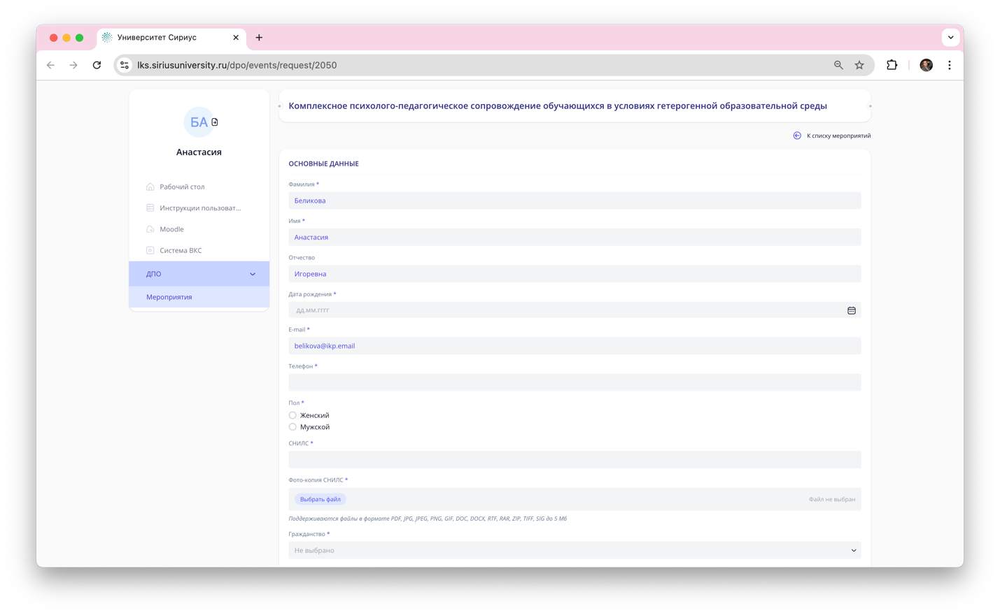 Университет Сириус
lks.siriusuniversity.ru/dpo/events/request/2050
БА
Анастасия
Рабочий стол
Инструкции пользоват...
Moodle
Система ВКС
ДПО
Мероприятия
Комплексное психолого-педагогическое сопровождение обучающихся в условиях гетерогенной образовательной среды
К списку мероприятий
ОСНОВНЫЕ ДАННЫЕ
Фамилия *
Беликова
Имя *
Анастасия
Отчество
Игоревна
Дата рождения *
дд.мм.гггг
E-mail *
belikova@ikp.email
Телефон *
Пол *
Женский
Мужской
СНИЛС *
Фото-копия СНИЛС *
Выбрать файл Файл не выбран
Поддерживаются файлы в формате PDF, JPG, JPEG, PNG, GIF, DOC, DOCX, RTF, RAR, ZIP, TIFF, SIG до 5 Мб
Гражданство *
Не выбрано